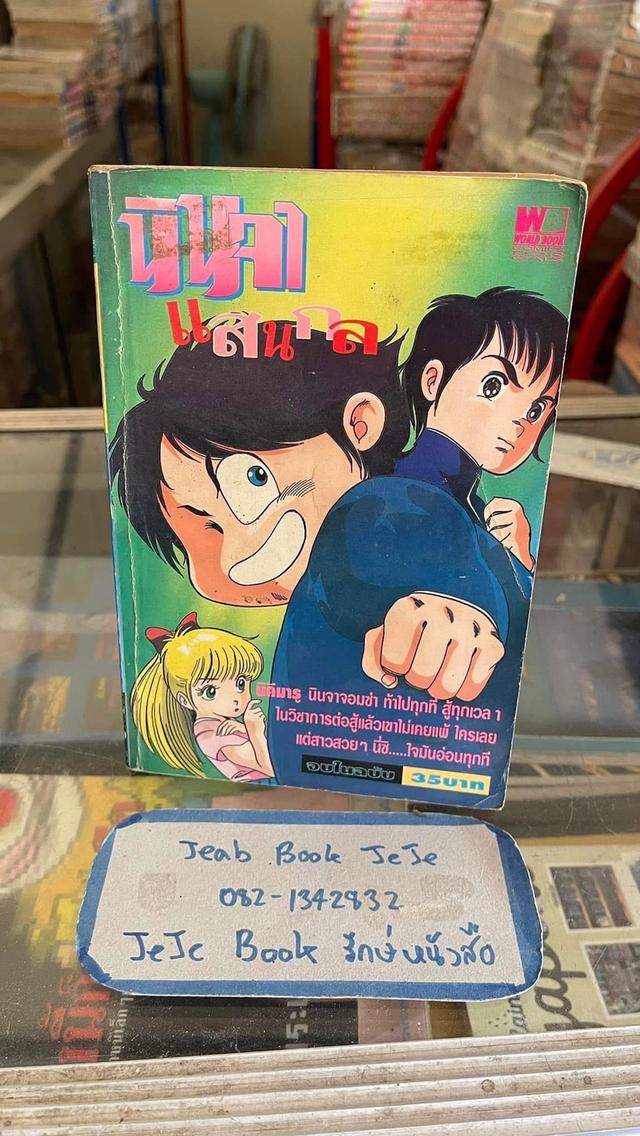 นินจา
แสนกล
WB
WORLD BOOK
นคิมารู นินจาจอมซ่า ท้าไปทุกที่ สู้ทุกเวลา
ในวิชาการต่อสู้แล้วเขาไม่เคยแพ้ ใครเลย
แต่สาวสวยๆ นี่ซิ.....ใจมันอ่อนทุกที
จบในฉบับ 35บาท
Jeab Book JeJe
082-1342832
JeJe Book รักษ์หนังสือ